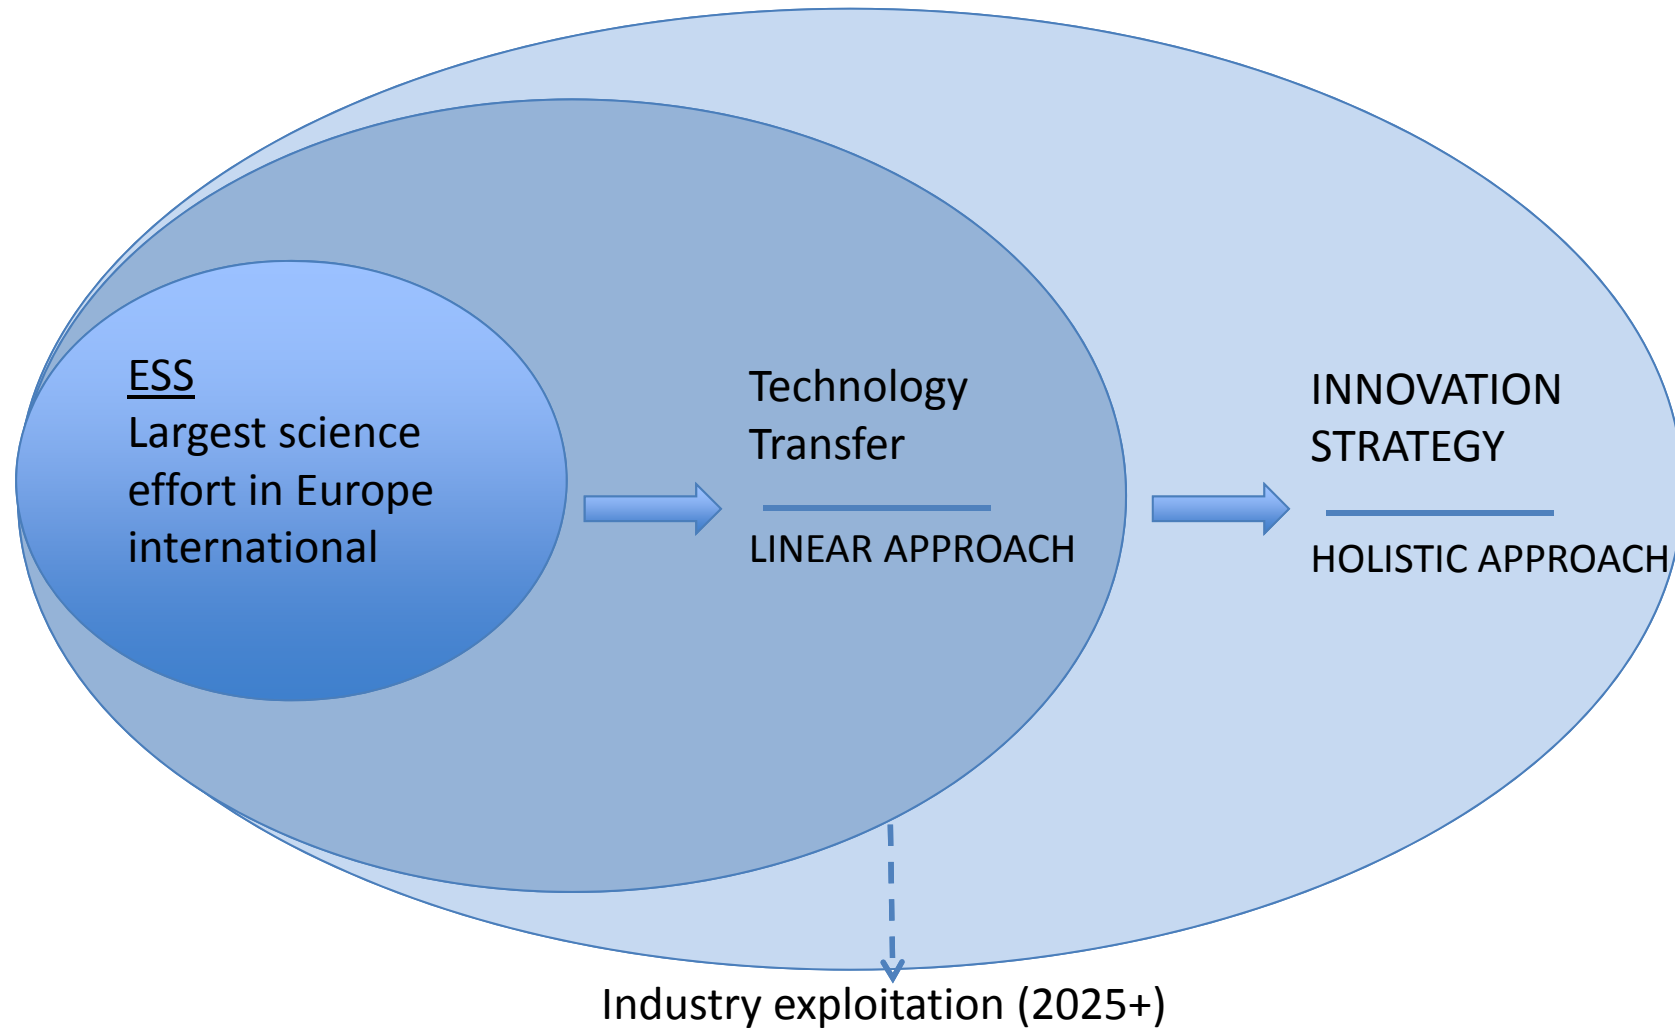 ESS
Largest science
effort in Europe
international
Technology
Transfer
LINEAR APPROACH
INNOVATION
STRATEGY
HOLISTIC APPROACH
Industry exploitation (2025+)